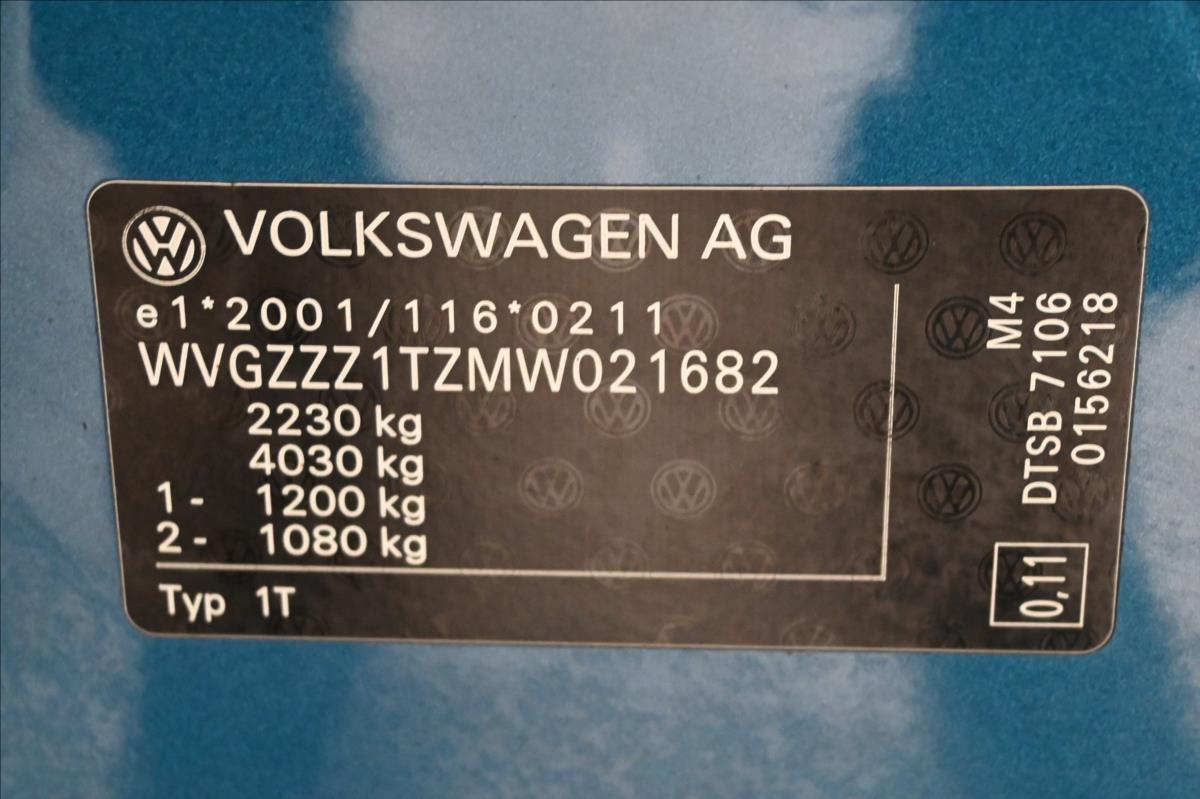 VOLKSWAGEN AG
e1*2001/116*0211
WVGZZZ1TZMW021682
2230 kg
4030 kg
1- 1200 kg
2- 1080 kg
Typ 1T
M4
DTSB 7106
0156218
0,11